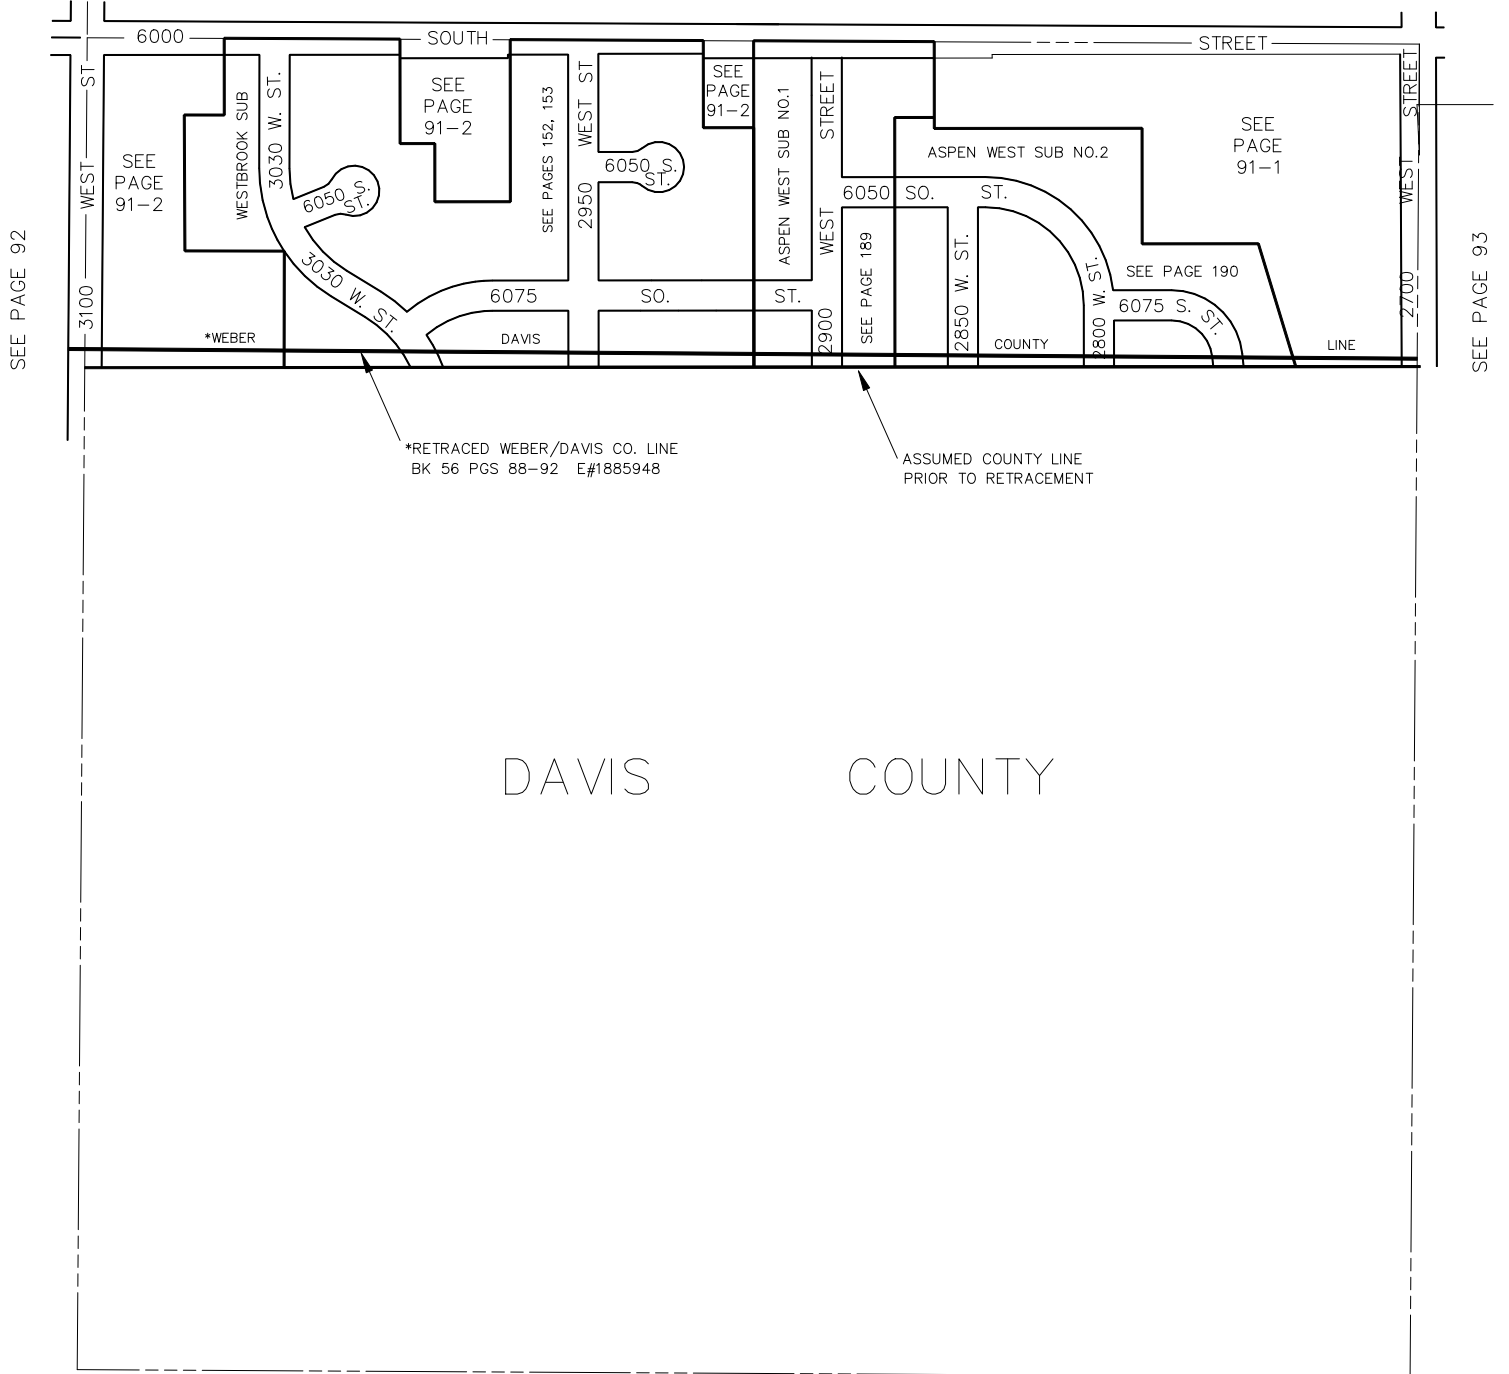 6000 SOUTH STREET
3100 WEST ST
SEE PAGE 92
SEE
PAGE
91-2
WESTBROOK SUB
3030 W. ST.
6050 S.
ST.
3030 W. ST.
SEE
PAGE
91-2
SEE PAGES 152, 153
2950 WEST ST
6050 S.
ST.
SEE
PAGE
91-2
ASPEN WEST SUB NO.1
2900 WEST STREET
6075 SO. ST.
SEE PAGE 189
6050 SO. ST.
ASPEN WEST SUB NO.2
2850 W. ST.
2800 W. ST.
SEE PAGE 190
6075 S. ST.
SEE
PAGE
91-1
2700 WEST STREET
SEE PAGE 93
*WEBER DAVIS COUNTY LINE
*RETRACED WEBER/DAVIS CO. LINE
BK 56 PGS 88-92 E#1885948
ASSUMED COUNTY LINE
PRIOR TO RETRACEMENT
DAVIS COUNTY